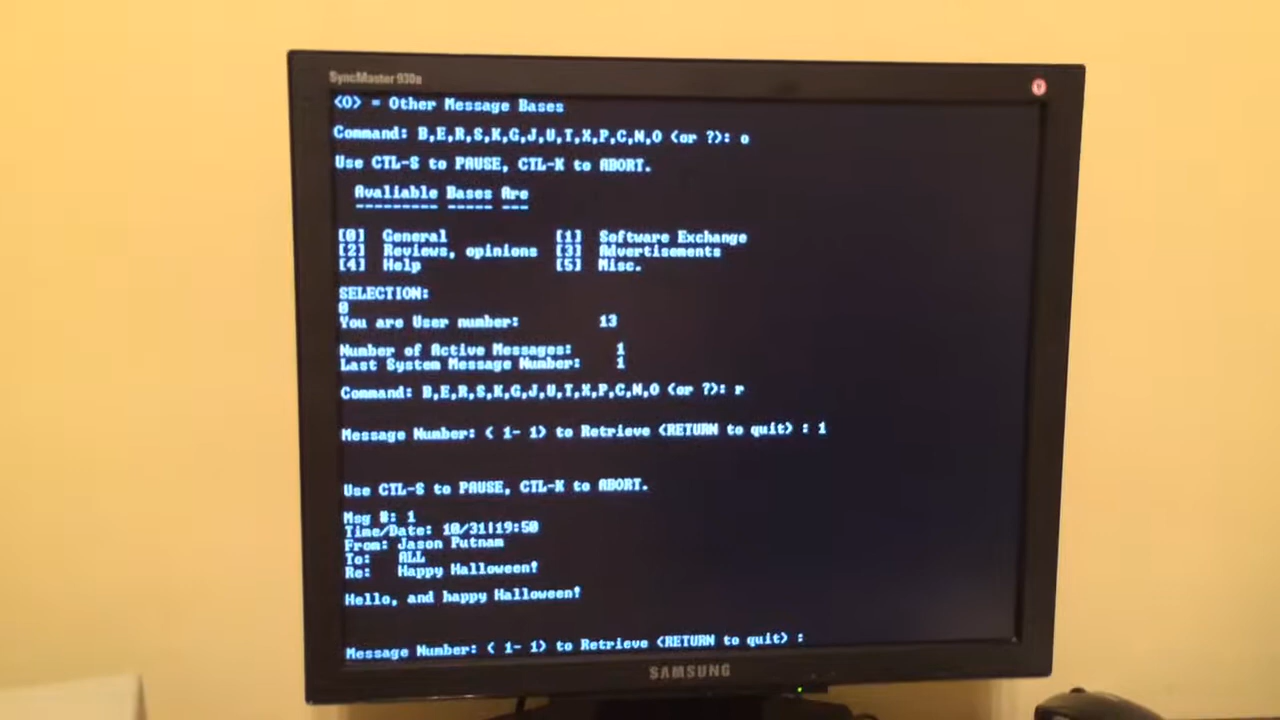 SyncMaster 930B
<O> = Other Message Bases
Command: B,E,R,S,K,G,J,U,T,X,P,C,N,O (or ?): o
Use CTL-S to PAUSE, CTL-K to ABORT.
Avaliable Bases Are
--------- ----- ---
[0] General [1] Software Exchange
[2] Reviews, opinions [3] Advertisements
[4] Help [5] Misc.
SELECTION:
0
You are User number: 13
Number of Active Messages: 1
Last System Message Number: 1
Command: B,E,R,S,K,G,J,U,T,X,P,C,N,O (or ?): r
Message Number: ( 1- 1) to Retrieve (RETURN to quit) : 1
Use CTL-S to PAUSE, CTL-K to ABORT.
Msg #: 1
Time/Date: 10/31|19:50
From: Jason Putnam
To: ALL
Re: Happy Halloween!
Hello, and happy Halloween!
Message Number: ( 1- 1) to Retrieve (RETURN to quit) :
SAMSUNG